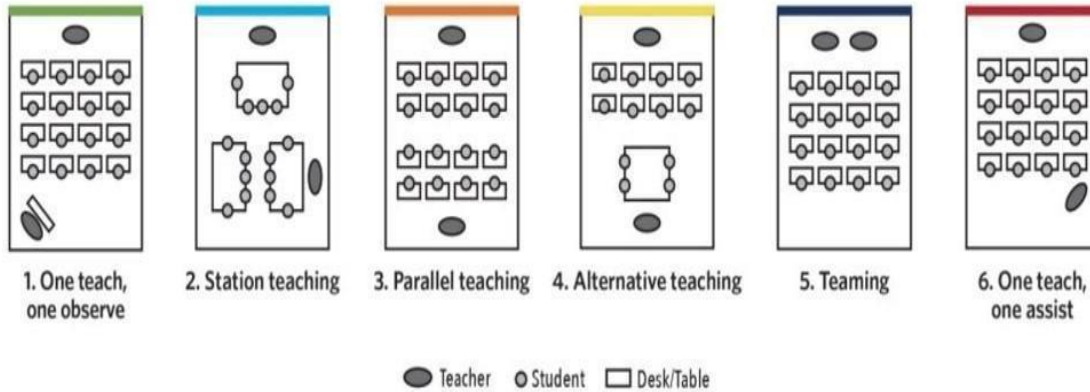 1. One teach,
one observe
2. Station teaching
3. Parallel teaching
4. Alternative teaching
5. Teaming
6. One teach,
one assist
Teacher Student Desk/Table